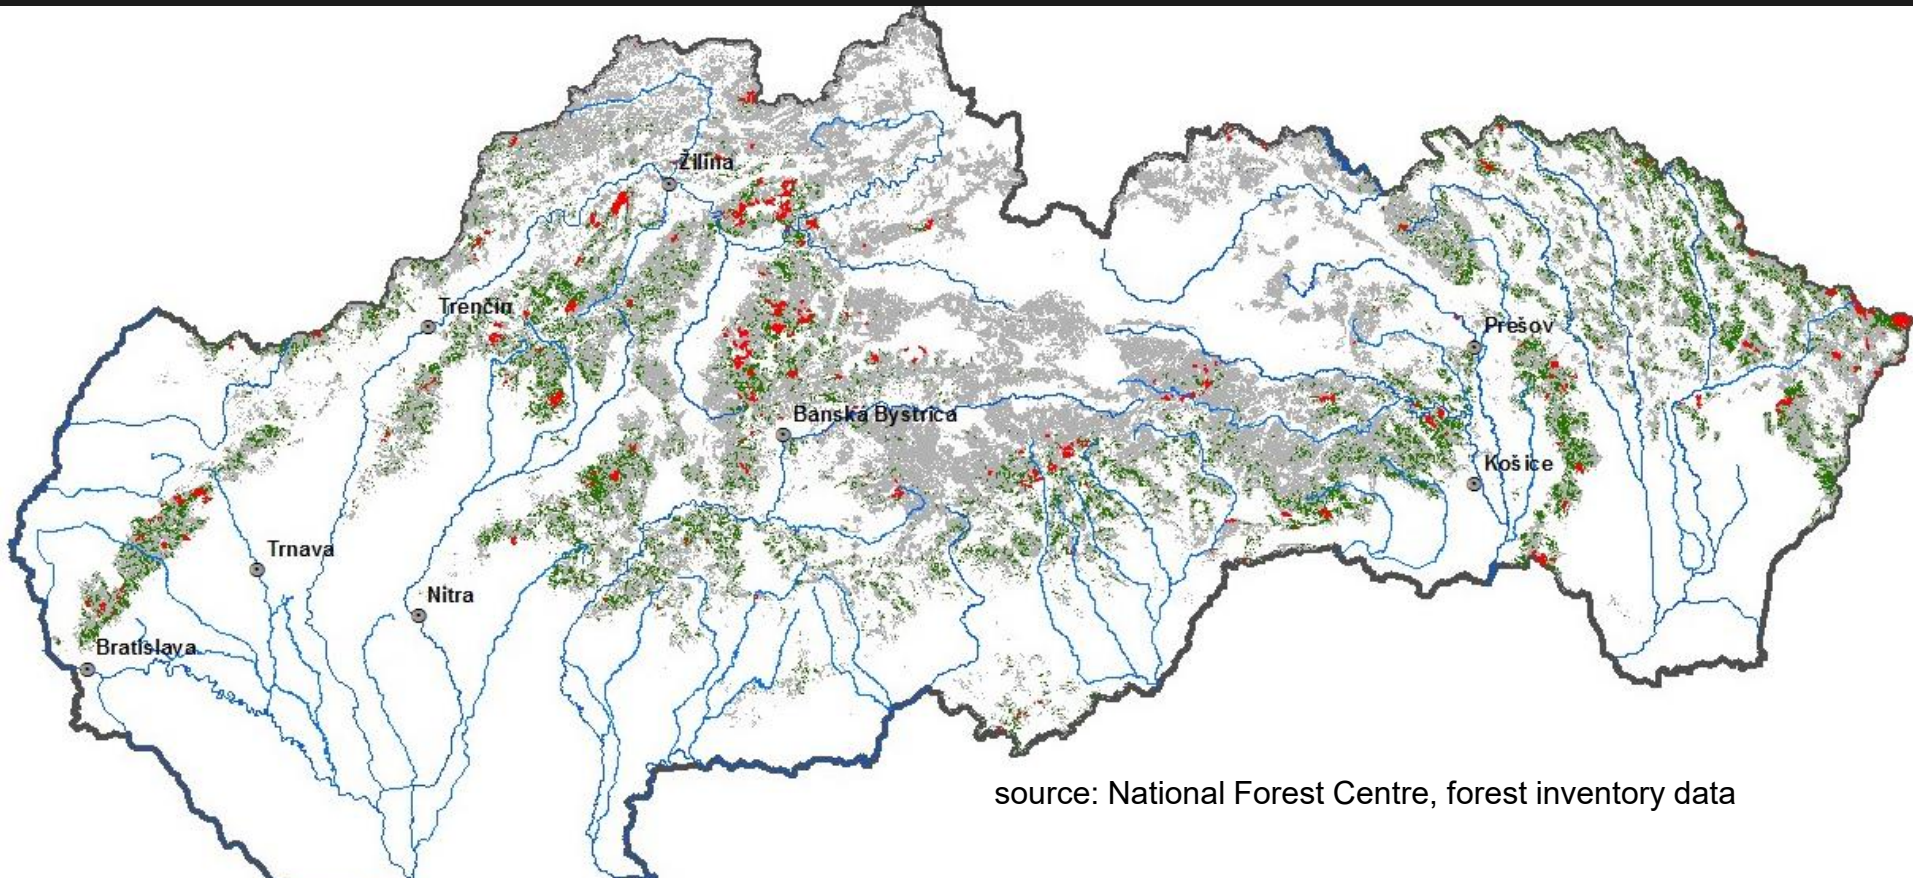 Žilina
Trenčín
Prešov
Banská Bystrica
Košice
Trnava
Nitra
Bratislava
source: National Forest Centre, forest inventory data